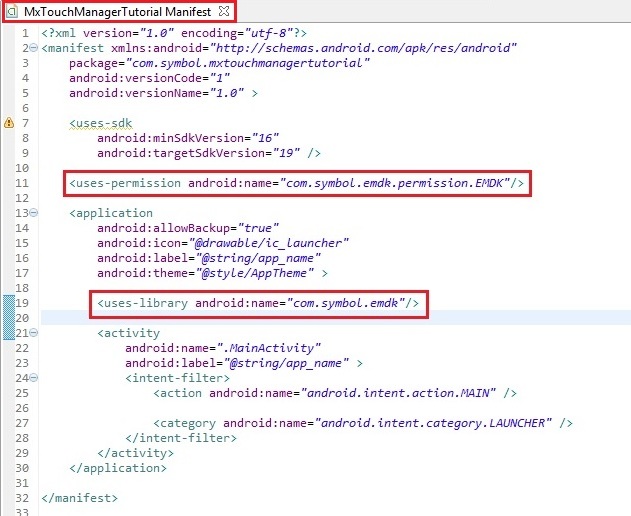 MxTouchManagerTutorial Manifest
1 <?xml version="1.0" encoding="utf-8"?>
2 <manifest xmlns:android="http://schemas.android.com/apk/res/android"
3 package="com.symbol.mxtouchmanagertutorial"
4 android:versionCode="1"
5 android:versionName="1.0" >
6
7 <uses-sdk
8 android:minSdkVersion="16"
9 android:targetSdkVersion="19" />
10
11 <uses-permission android:name="com.symbol.emdk.permission.EMDK"/>
12
13 <application
14 android:allowBackup="true"
15 android:icon="@drawable/ic_launcher"
16 android:label="@string/app_name"
17 android:theme="@style/AppTheme" >
18
19 <uses-library android:name="com.symbol.emdk"/>
20
21 <activity
22 android:name=".MainActivity"
23 android:label="@string/app_name" >
24 <intent-filter>
25 <action android:name="android.intent.action.MAIN" />
26
27 <category android:name="android.intent.category.LAUNCHER" />
28 </intent-filter>
29 </activity>
30 </application>
31
32 </manifest>
33